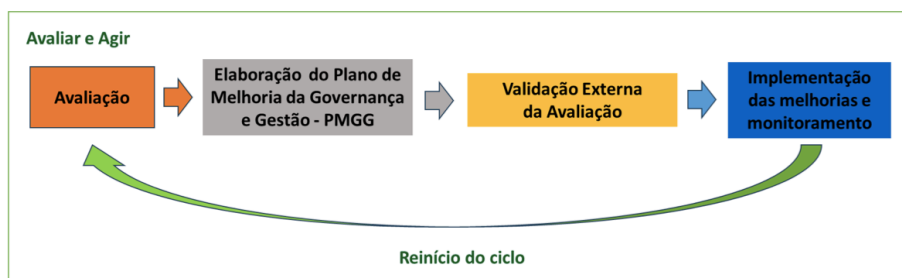 Avaliar e Agir
Avaliação
Elaboração do Plano de
Melhoria da Governança
e Gestão - PMGG
Validação Externa
da Avaliação
Implementação
das melhorias e
monitoramento
Reinício do ciclo